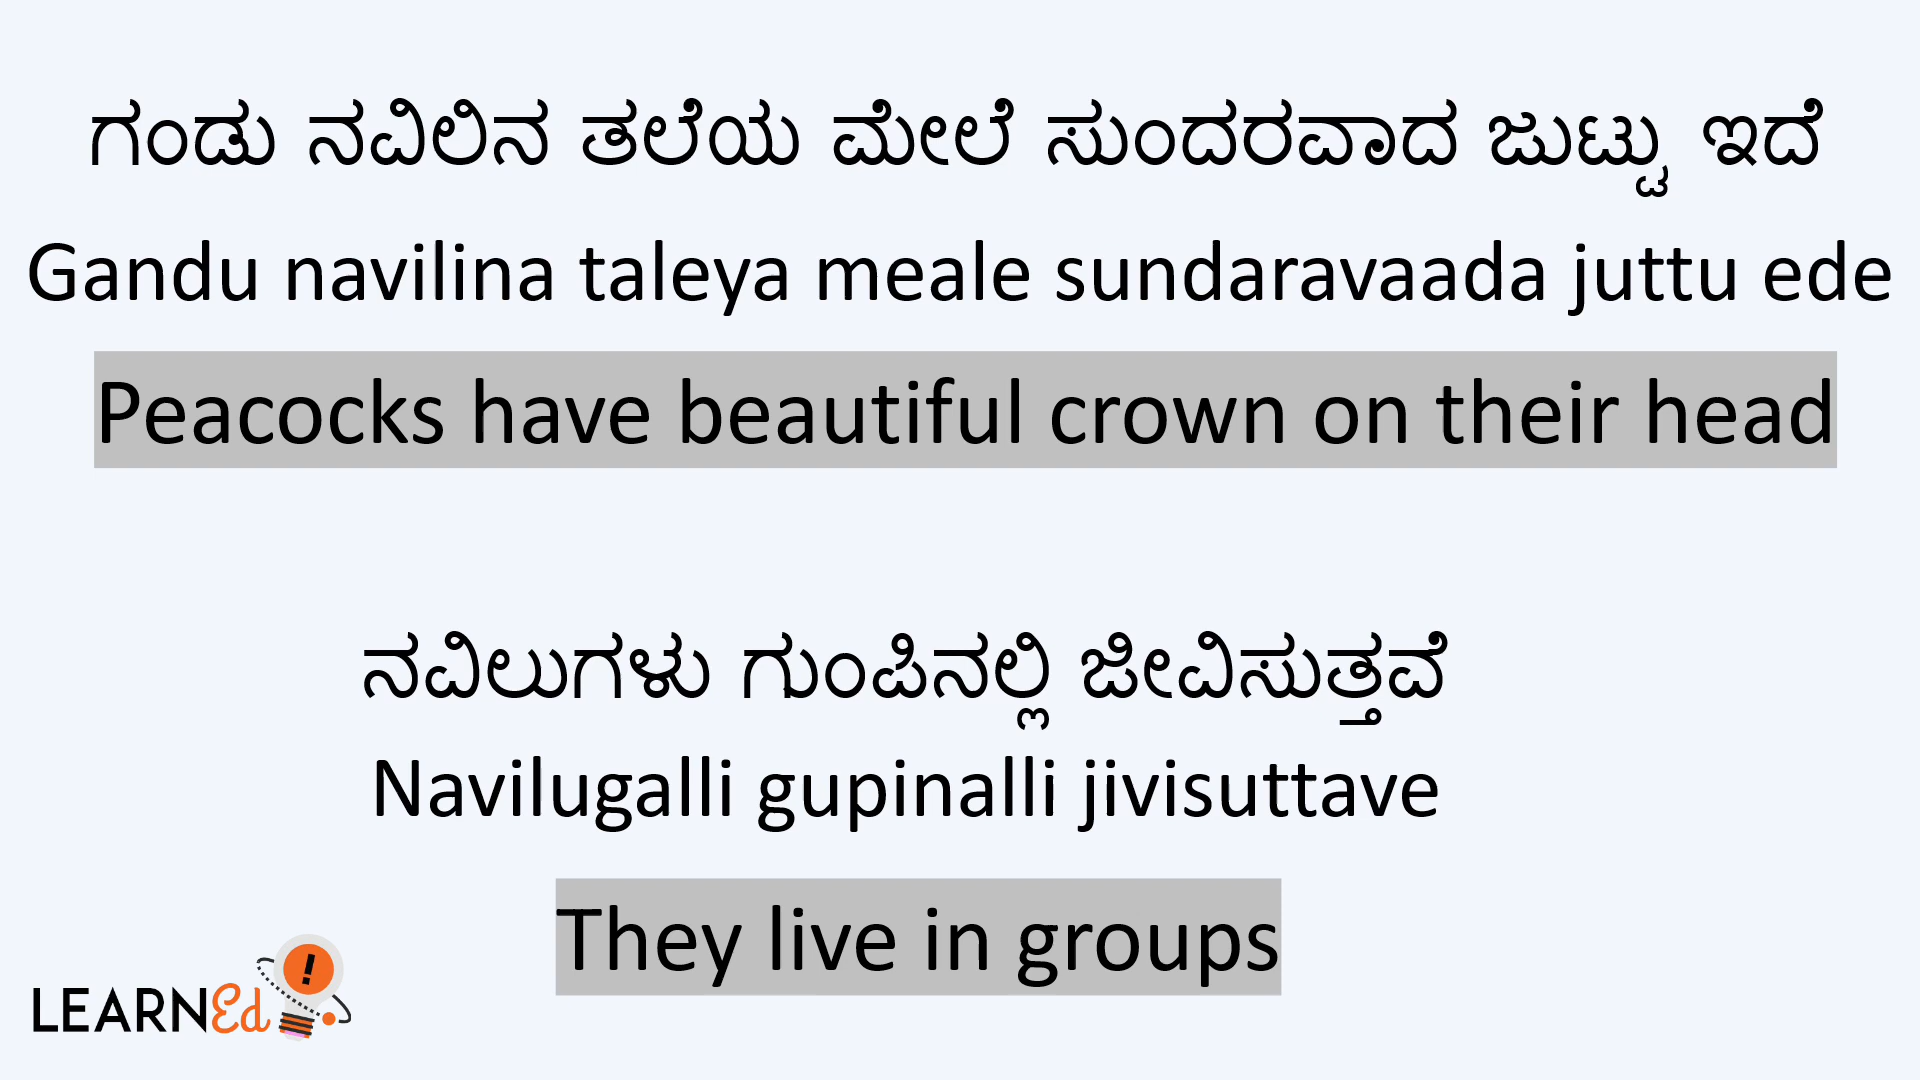 ಗಂಡು ನವಿಲಿನ ತಲೆಯ ಮೇಲೆ ಸುಂದರವಾದ ಜುಟ್ಟು ಇದೆ
Gandu navilina taleya meale sundaravaada juttu ede
Peacocks have beautiful crown on their head
ನವಿಲುಗಳು ಗುಂಪಿನಲ್ಲಿ ಜೀವಿಸುತ್ತವೆ
Navilugalli gupinalli jivisuttave
They live in groups
LEARNEd